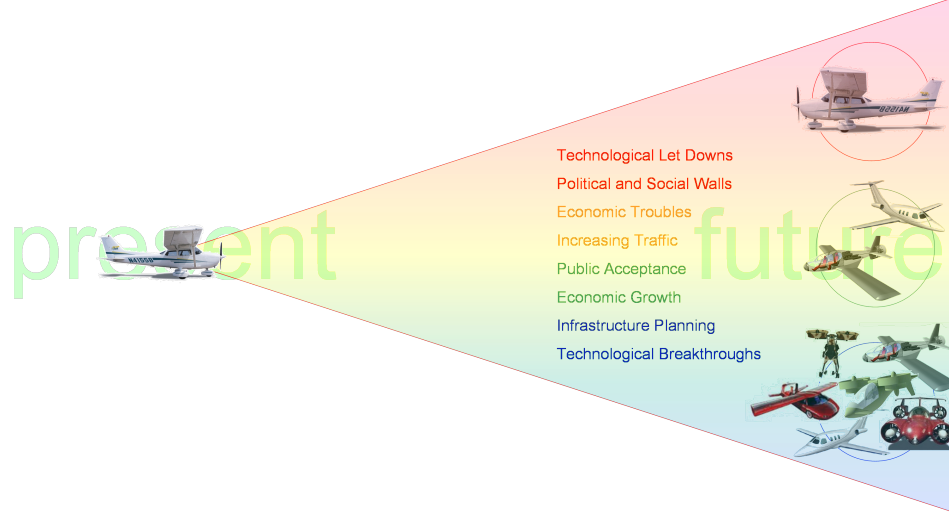 present
future
N4155B
Technological Let Downs
Political and Social Walls
Economic Troubles
Increasing Traffic
Public Acceptance
Economic Growth
Infrastructure Planning
Technological Breakthroughs